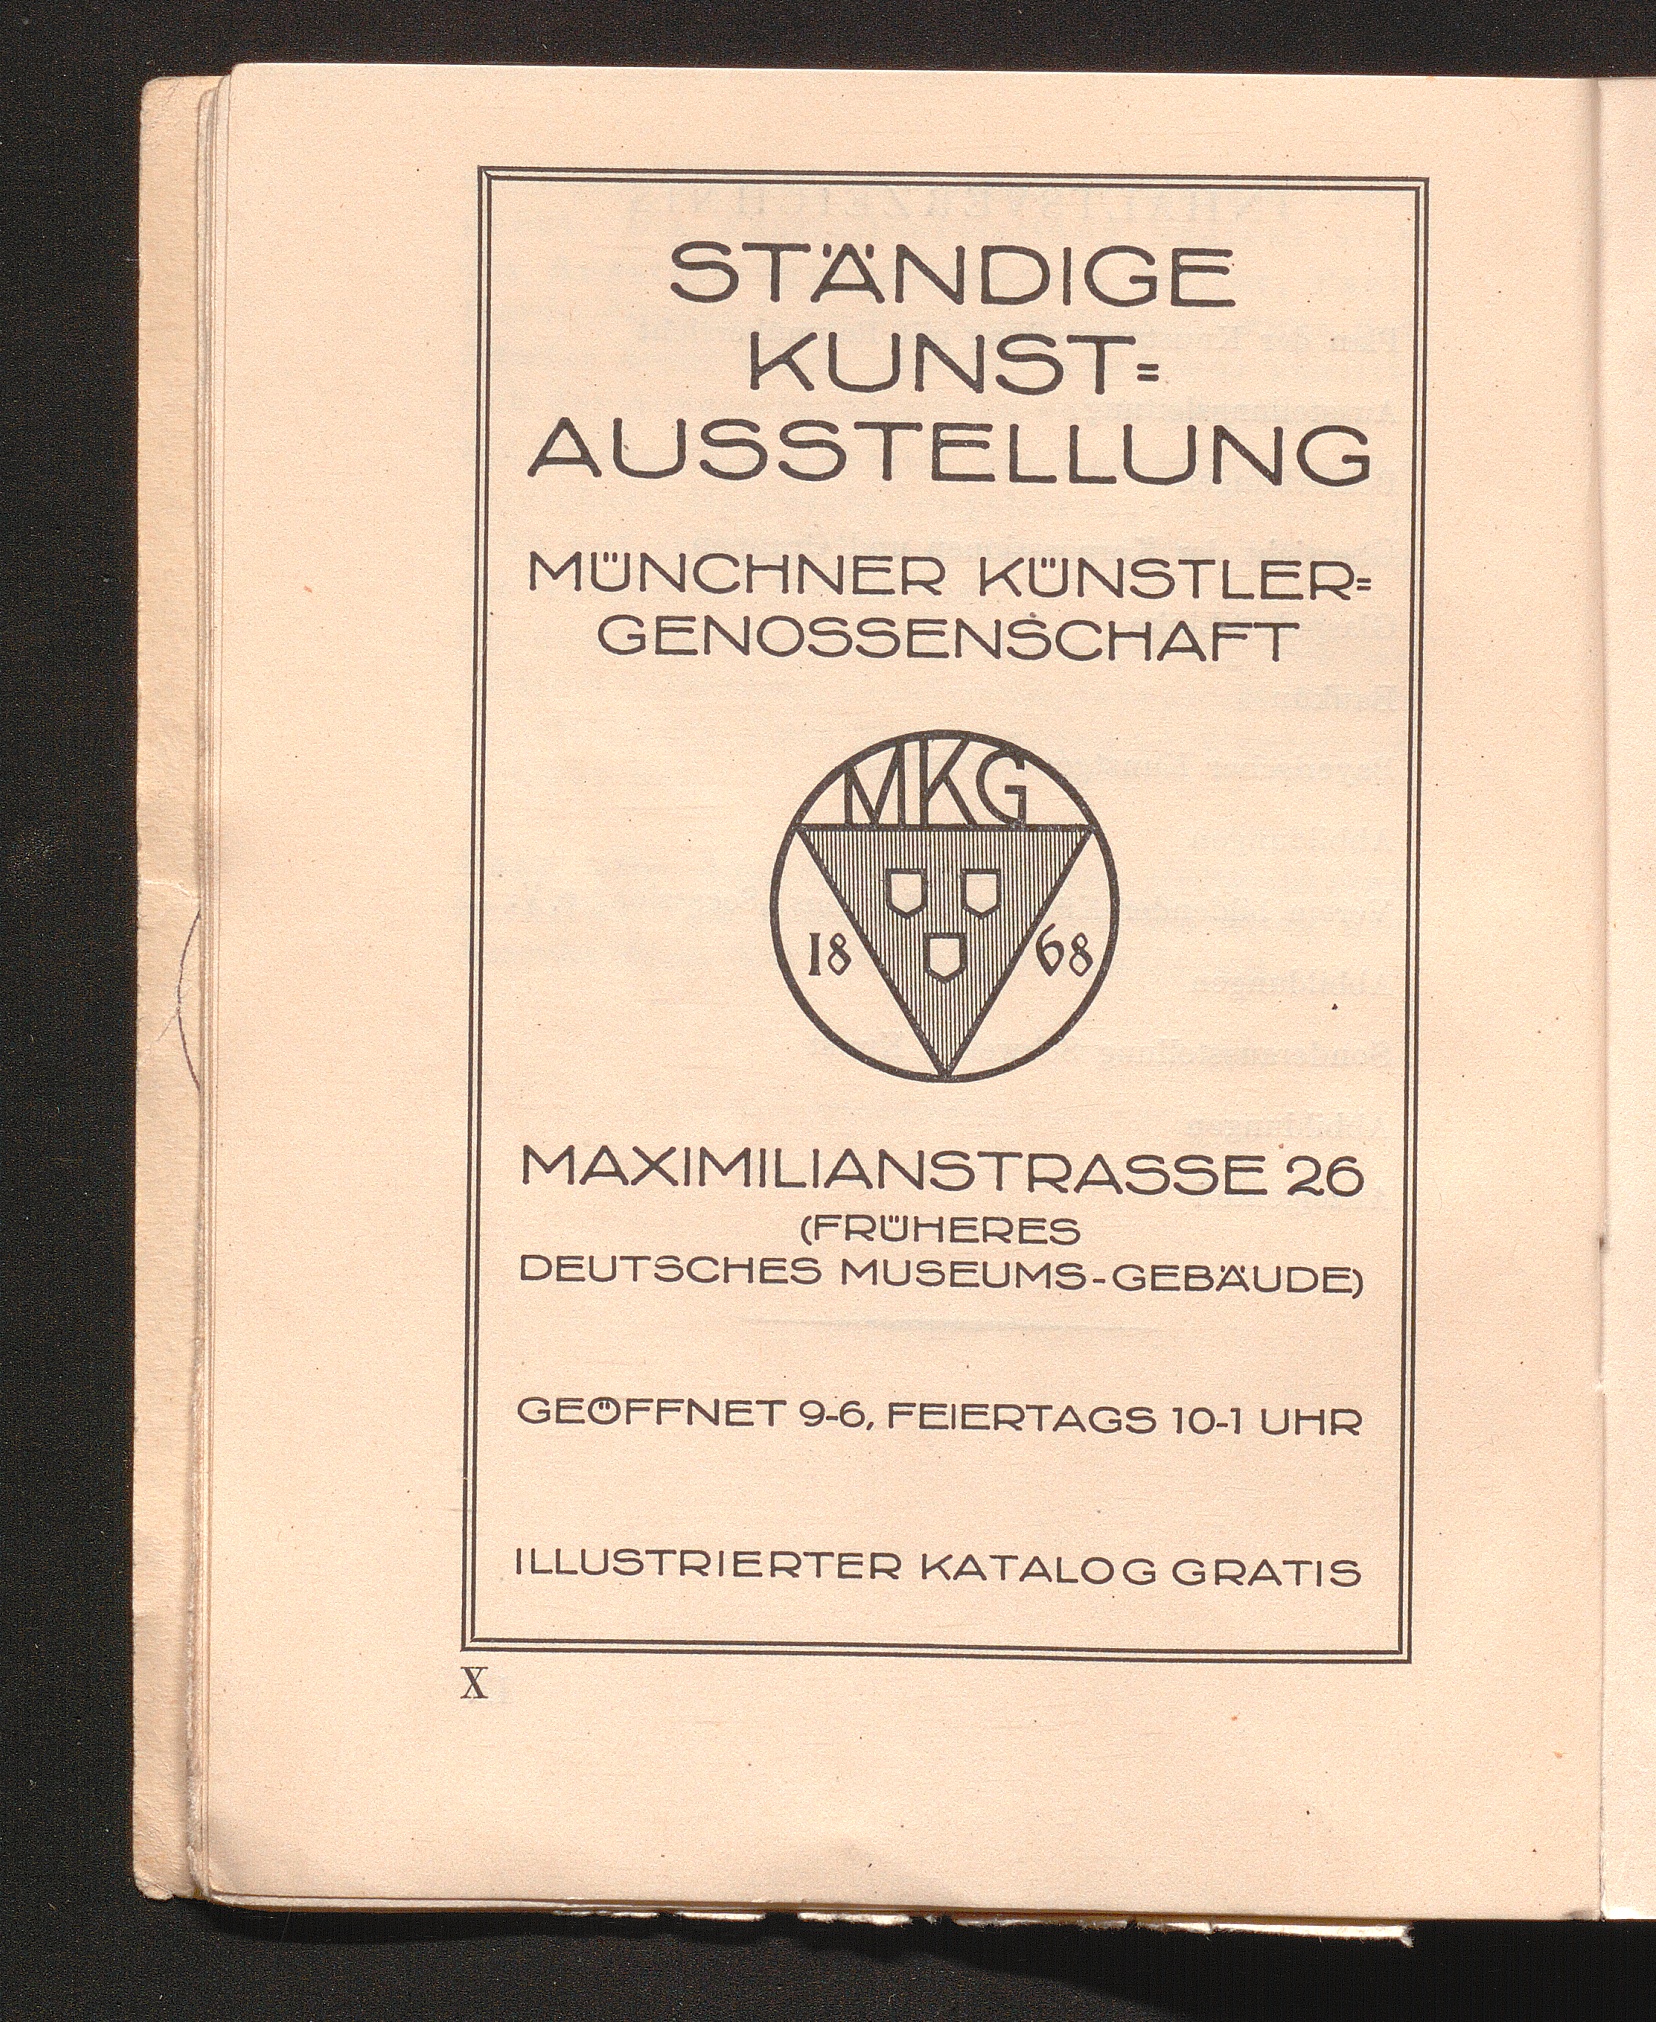 STÄNDIGE
KUNST=
AUSSTELLUNG
MÜNCHNER KÜNSTLER=
GENOSSENSCHAFT
MKG
18 68
MAXIMILIANSTRASSE 26
(FRÜHERES
DEUTSCHES MUSEUMS-GEBÄUDE)
GEÖFFNET 9-6, FEIERTAGS 10-1 UHR
ILLUSTRIERTER KATALOG GRATIS
X